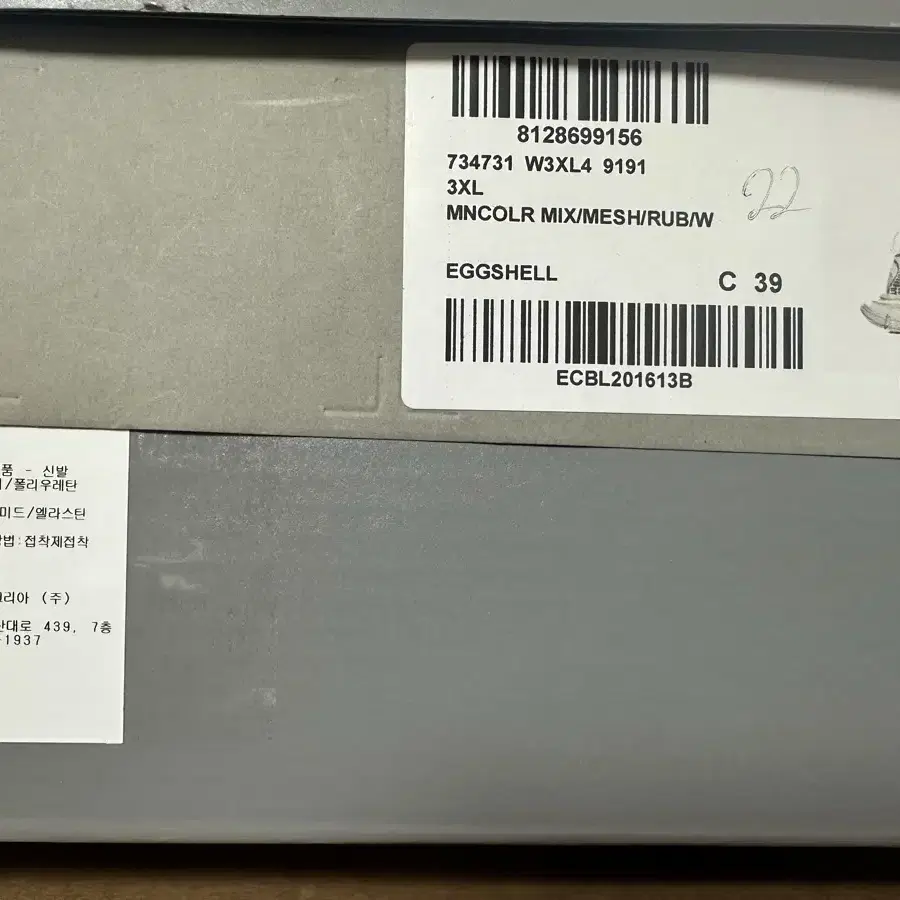 8128699156
734731 W3XL4 9191
3XL
MNCOLR MIX/MESH/RUB/W
22
EGGSHELL
C 39
ECBL201613B
품 - 신발
/폴리우레탄
미드/엘라스틴
법:접착제접착
리아 (주)
대로 439, 7층
-1937